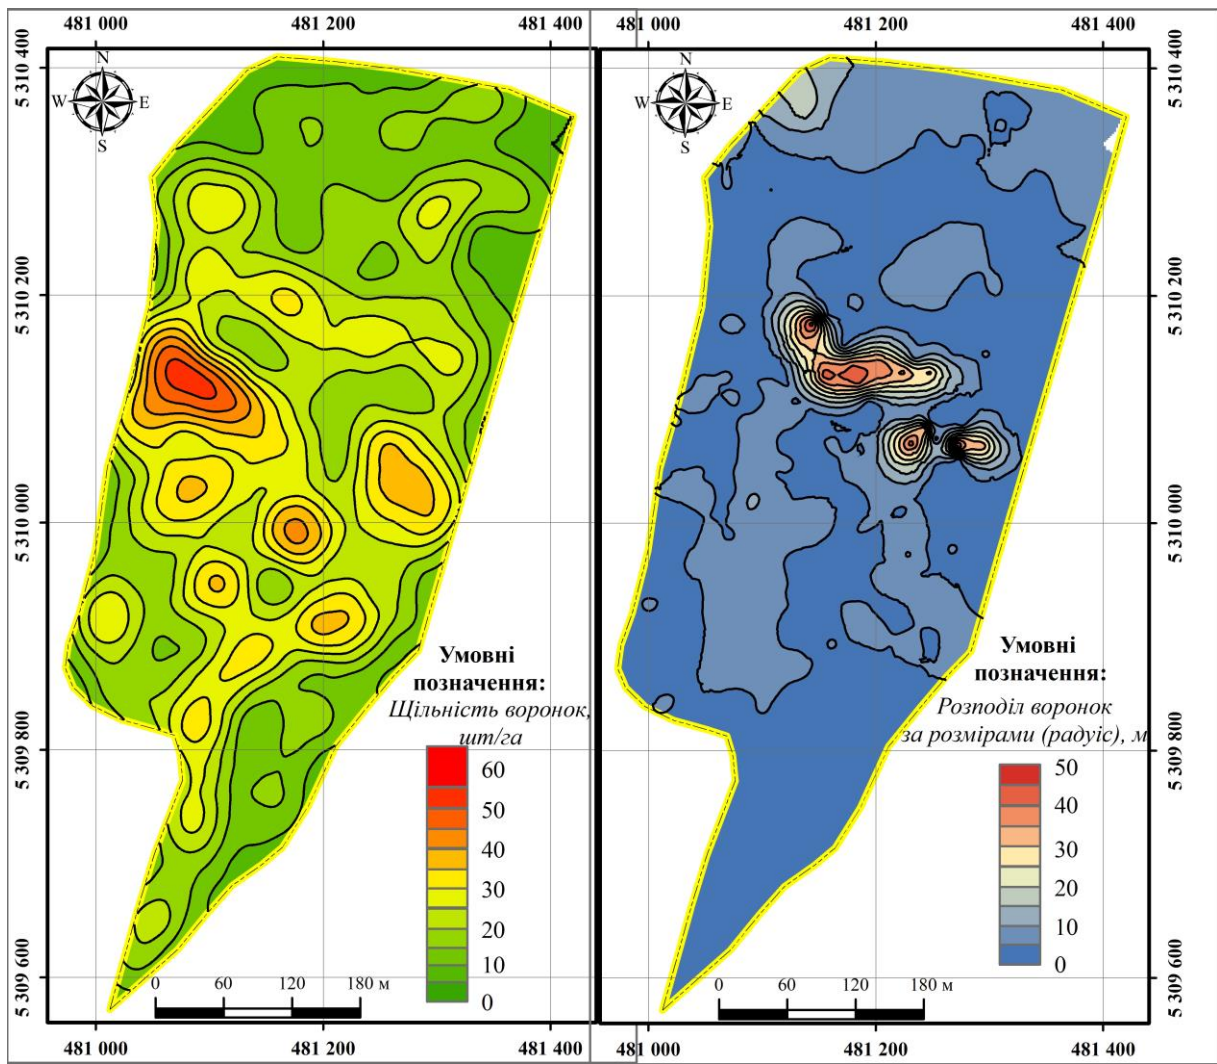 481 000 481 200 481 400
481 000 481 200 481 400
5 310 400
5 310 200
5 310 000
5 309 800
5 309 600
N
W E
S
Умовні
позначення:
Щільність воронок,
шт/га
60
50
40
30
20
10
0
0 60 120 180 м
481 000 481 200 481 400
N
W E
S
Умовні
позначення:
Розподіл воронок
за розмірами (радуіс), м
50
40
30
20
10
0
0 60 120 180 м
5 310 400
5 310 200
5 310 000
5 309 800
5 309 600
481 000 481 200 481 400